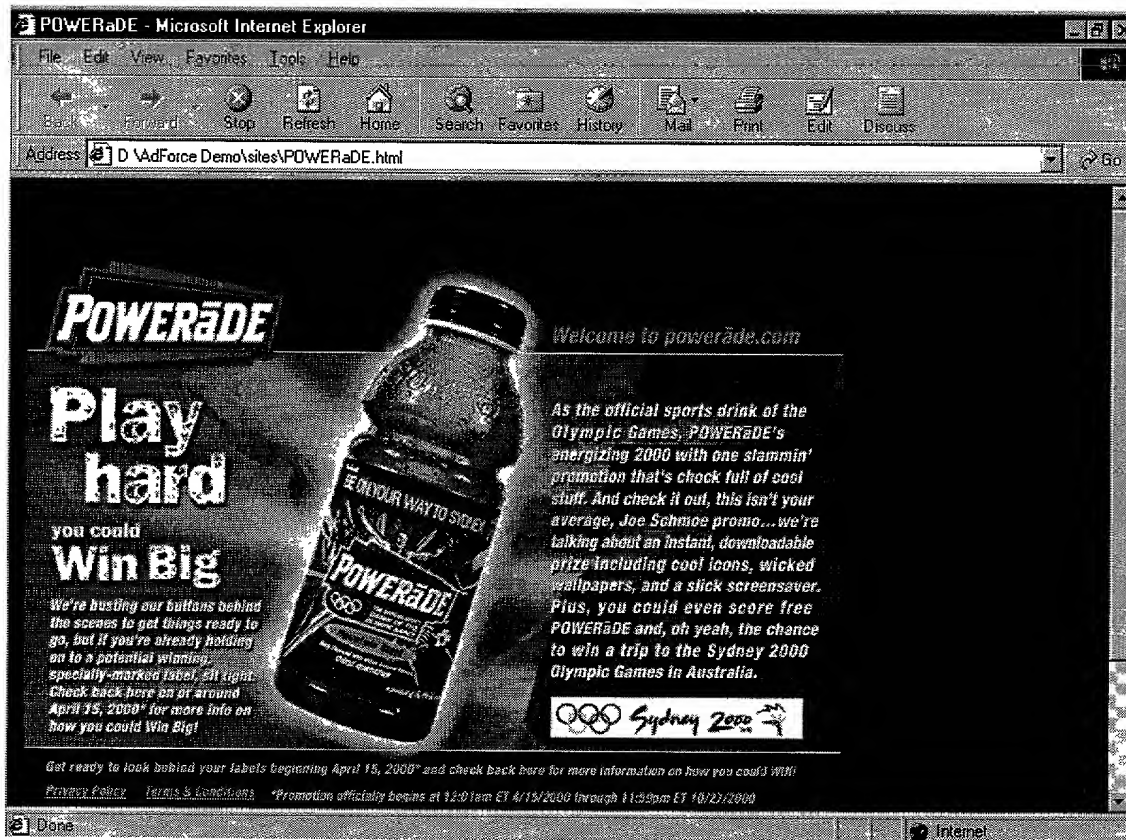 POWERaDE - Microsoft Internet Explorer
File Edit View Favorites Tools Help
Back Forward Stop Refresh Home Search Favorites History Mail Print Edit Discuss
Address D \AdForce Demo\sites\POWERaDE.html Go
POWERāDE
Welcome to powerāde.com
Play
hard
you could
Win Big
We're busting our buttons behind
the scenes to get things ready to
go, but if you're already holding
on to a potential winning,
specially-marked label, sit tight.
Check back here on or around
April 15, 2000* for more info on
how you could Win Big!
BE ON YOUR WAY TO SYDNEY
POWERāDE
As the official sports drink of the
Olympic Games, POWERāDE's
energizing 2000 with one slammin'
promotion that's chock full of cool
stuff. And check it out, this isn't your
average, Joe Schmoe promo...we're
talking about an instant, downloadable
prize including cool icons, wicked
wallpapers, and a slick screensaver.
Plus, you could even score free
POWERāDE and, oh yeah, the chance
to win a trip to the Sydney 2000
Olympic Games in Australia.
Sydney 2000
Get ready to look behind your labels beginning April 15, 2000* and check back here for more information on how you could WIN!
Privacy Policy Terms & Conditions *Promotion officially begins at 12:01am ET 4/15/2000 through 11:59pm ET 10/27/2000
Done Internet